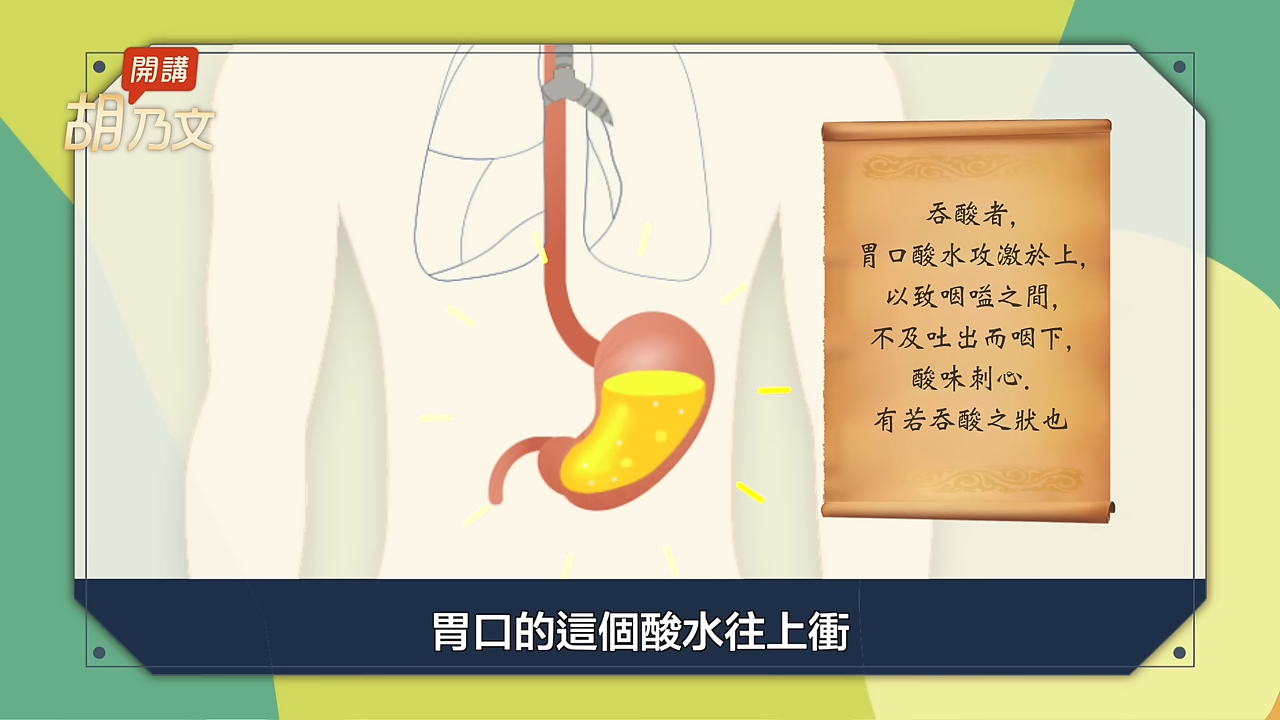 開講
胡乃文
吞酸者,
胃口酸水攻激於上,
以致咽嗌之間,
不及吐出而咽下,
酸味刺心.
有若吞酸之狀也
胃口的這個酸水往上衝